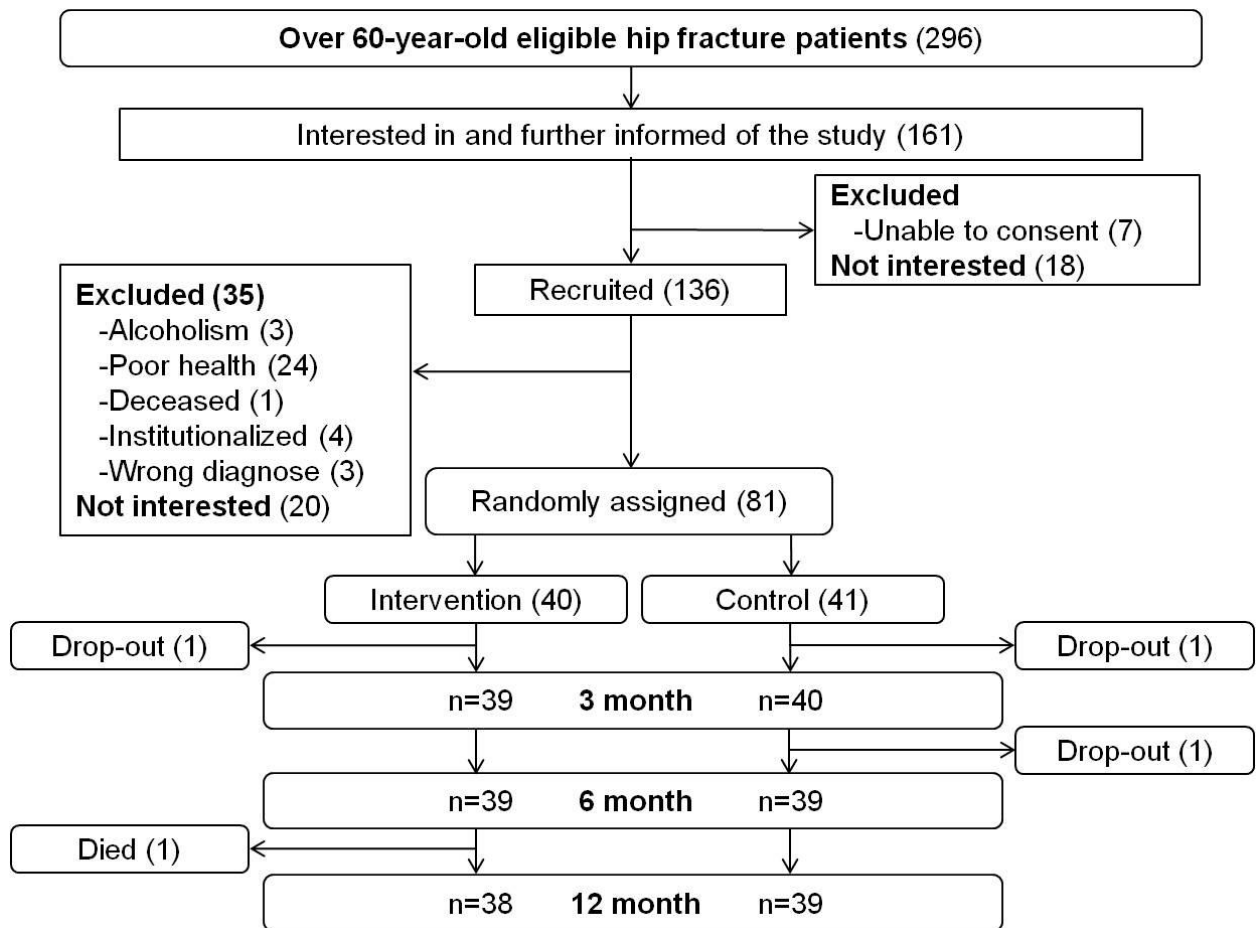 Over 60-year-old eligible hip fracture patients (296)
Interested in and further informed of the study (161)
Excluded
-Unable to consent (7)
Not interested (18)
Recruited (136)
Excluded (35)
-Alcoholism (3)
-Poor health (24)
-Deceased (1)
-Institutionalized (4)
-Wrong diagnose (3)
Not interested (20)
Randomly assigned (81)
Intervention (40) Control (41)
Drop-out (1) Drop-out (1)
n=39 3 month n=40
Drop-out (1)
n=39 6 month n=39
Died (1)
n=38 12 month n=39